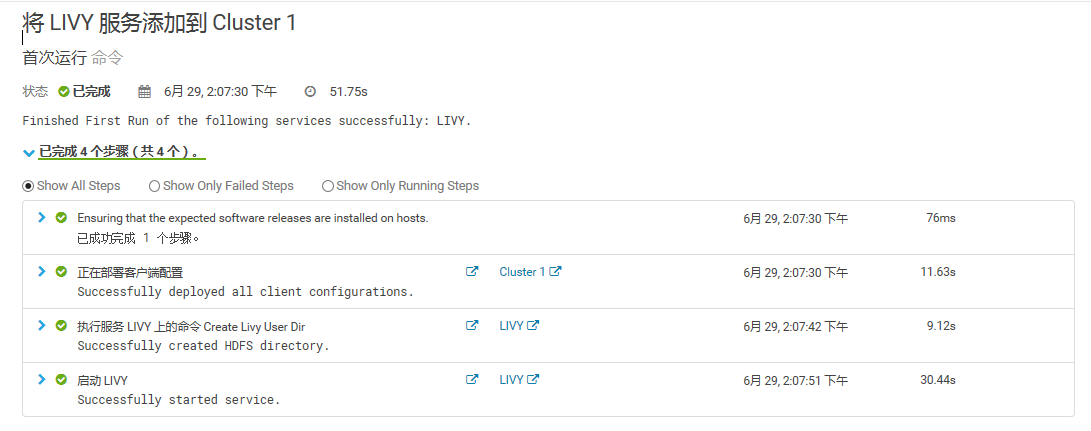 将 LIVY 服务添加到 Cluster 1
首次运行 命令
状态 已完成 6月 29, 2:07:30 下午 51.75s
Finished First Run of the following services successfully: LIVY.
已完成 4 个步骤（共 4 个）。
Show All Steps Show Only Failed Steps Show Only Running Steps
Ensuring that the expected software releases are installed on hosts. 6月 29, 2:07:30 下午 76ms
已成功完成 1 个步骤。
正在部署客户端配置 Cluster 1 6月 29, 2:07:30 下午 11.63s
Successfully deployed all client configurations.
执行服务 LIVY 上的命令 Create Livy User Dir LIVY 6月 29, 2:07:42 下午 9.12s
Successfully created HDFS directory.
启动 LIVY LIVY 6月 29, 2:07:51 下午 30.44s
Successfully started service.